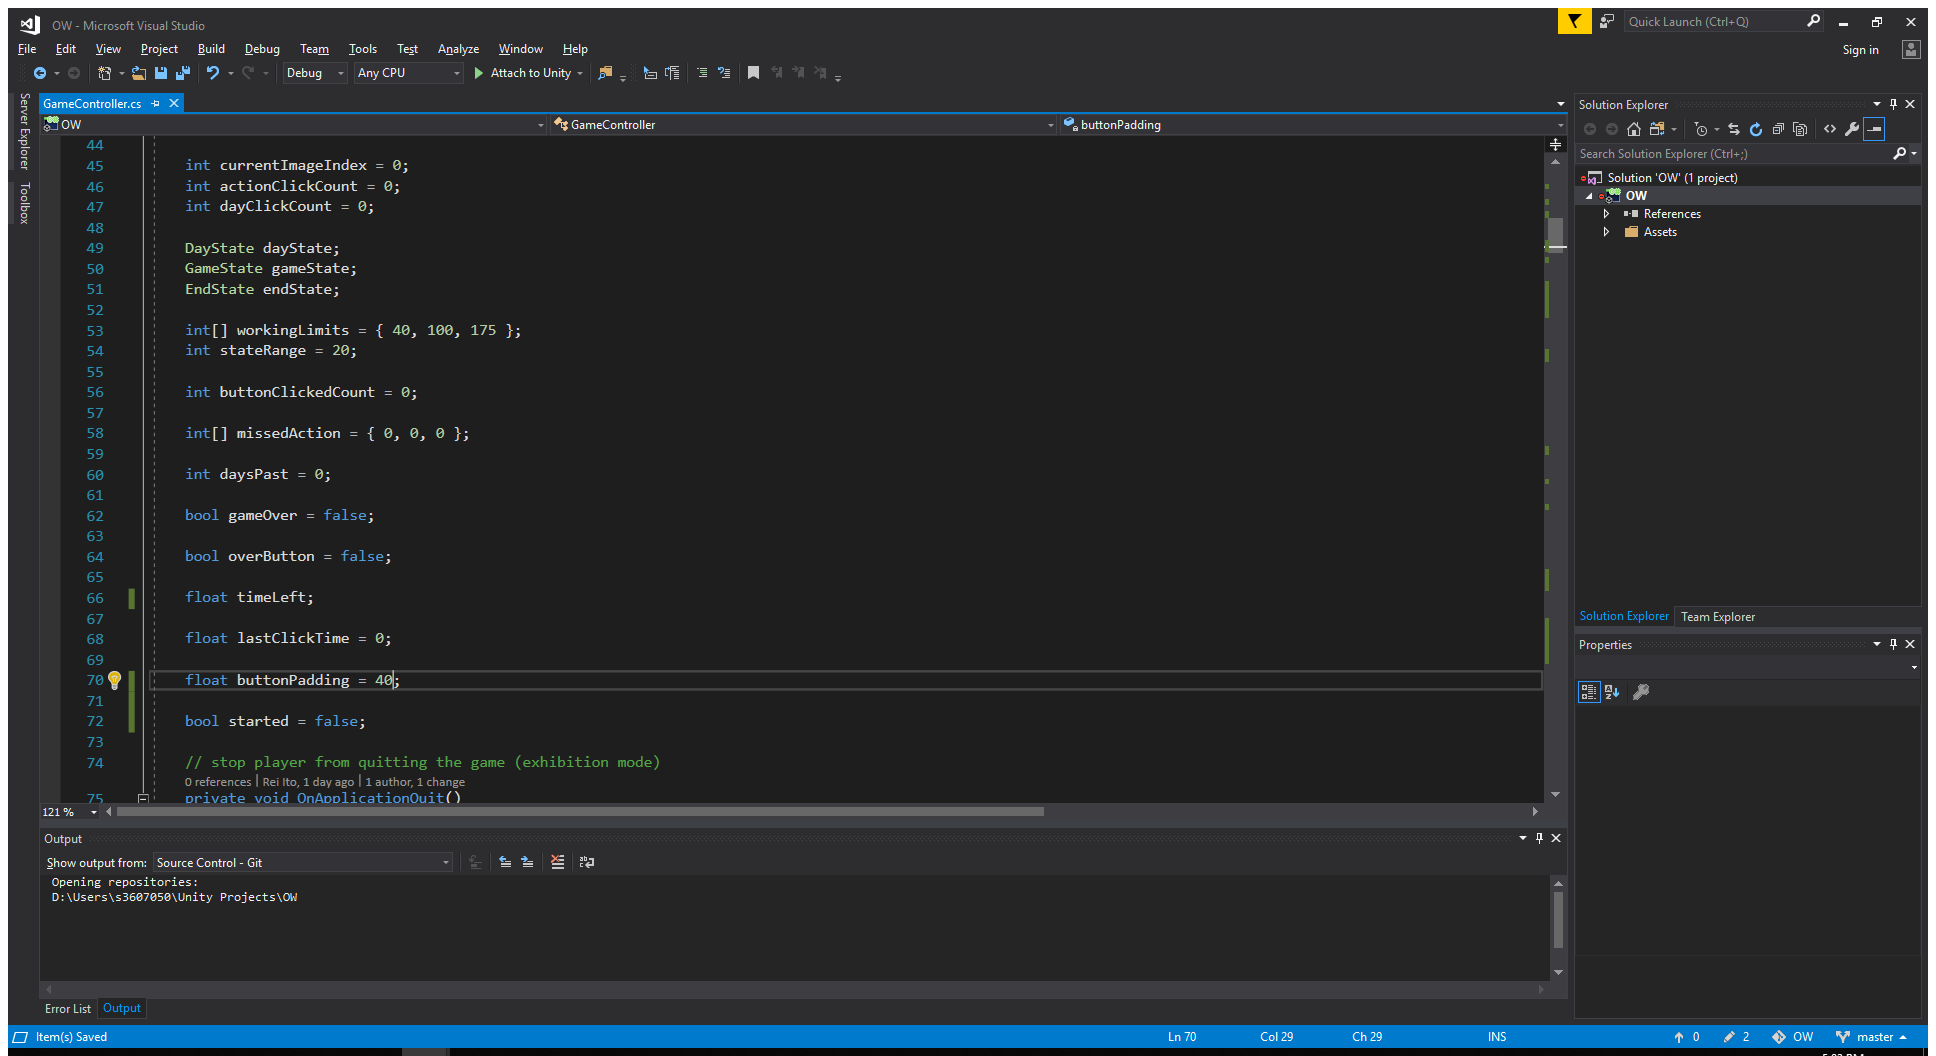 OW - Microsoft Visual Studio
Quick Launch (Ctrl+Q)
File Edit View Project Build Debug Team Tools Test Analyze Window Help
Sign in
Debug Any CPU Attach to Unity
Server Explorer
Toolbox
GameController.cs
OW GameController buttonPadding
44
45 int currentImageIndex = 0;
46 int actionClickCount = 0;
47 int dayClickCount = 0;
48
49 DayState dayState;
50 GameState gameState;
51 EndState endState;
52
53 int[] workingLimits = { 40, 100, 175 };
54 int stateRange = 20;
55
56 int buttonClickedCount = 0;
57
58 int[] missedAction = { 0, 0, 0 };
59
60 int daysPast = 0;
61
62 bool gameOver = false;
63
64 bool overButton = false;
65
66 float timeLeft;
67
68 float lastClickTime = 0;
69
70 float buttonPadding = 40;
71
72 bool started = false;
73
74 // stop player from quitting the game (exhibition mode)
0 references | Rei Ito, 1 day ago | 1 author, 1 change
75 private void OnApplicationQuit()
121 %
Output
Show output from: Source Control - Git
Opening repositories:
D:\Users\s3607050\Unity Projects\OW
Error List Output
Solution Explorer
Search Solution Explorer (Ctrl+;)
Solution 'OW' (1 project)
OW
References
Assets
Solution Explorer Team Explorer
Properties
Item(s) Saved Ln 70 Col 29 Ch 29 INS 0 2 OW master